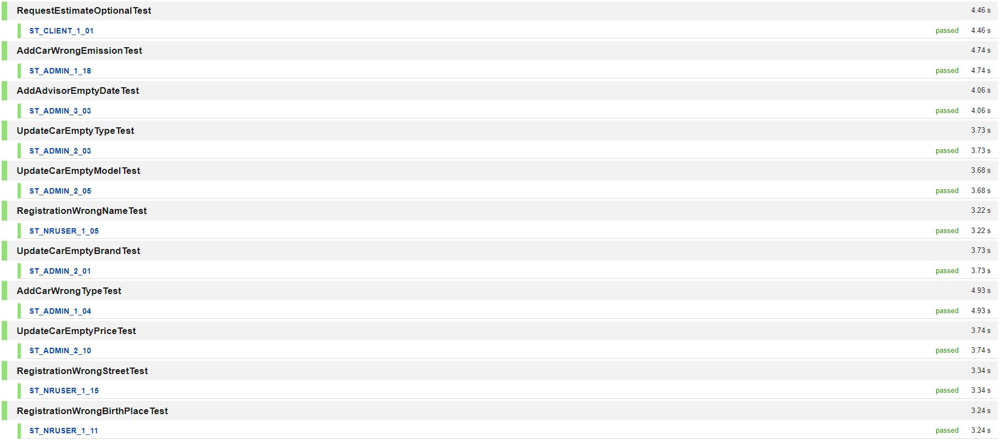 RequestEstimateOptionalTest 4.46 s
ST_CLIENT_1_01 passed 4.46 s
AddCarWrongEmissionTest 4.74 s
ST_ADMIN_1_18 passed 4.74 s
AddAdvisorEmptyDateTest 4.06 s
ST_ADMIN_3_03 passed 4.06 s
UpdateCarEmptyTypeTest 3.73 s
ST_ADMIN_2_03 passed 3.73 s
UpdateCarEmptyModelTest 3.68 s
ST_ADMIN_2_05 passed 3.68 s
RegistrationWrongNameTest 3.22 s
ST_NRUSER_1_05 passed 3.22 s
UpdateCarEmptyBrandTest 3.73 s
ST_ADMIN_2_01 passed 3.73 s
AddCarWrongTypeTest 4.93 s
ST_ADMIN_1_04 passed 4.93 s
UpdateCarEmptyPriceTest 3.74 s
ST_ADMIN_2_10 passed 3.74 s
RegistrationWrongStreetTest 3.34 s
ST_NRUSER_1_15 passed 3.34 s
RegistrationWrongBirthPlaceTest 3.24 s
ST_NRUSER_1_11 passed 3.24 s